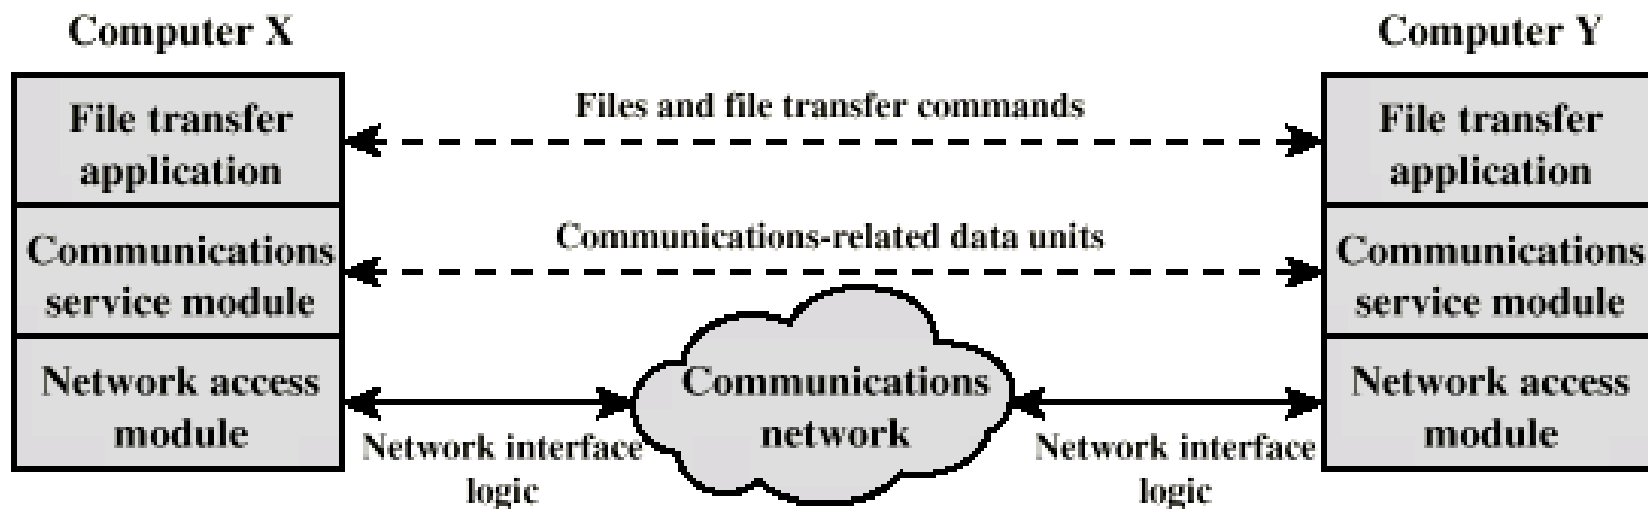 Computer X
Computer Y
File transfer
application
Files and file transfer commands
File transfer
application
Communications
service module
Communications-related data units
Communications
service module
Network access
module
Network interface
logic
Communications
network
Network interface
logic
Network access
module